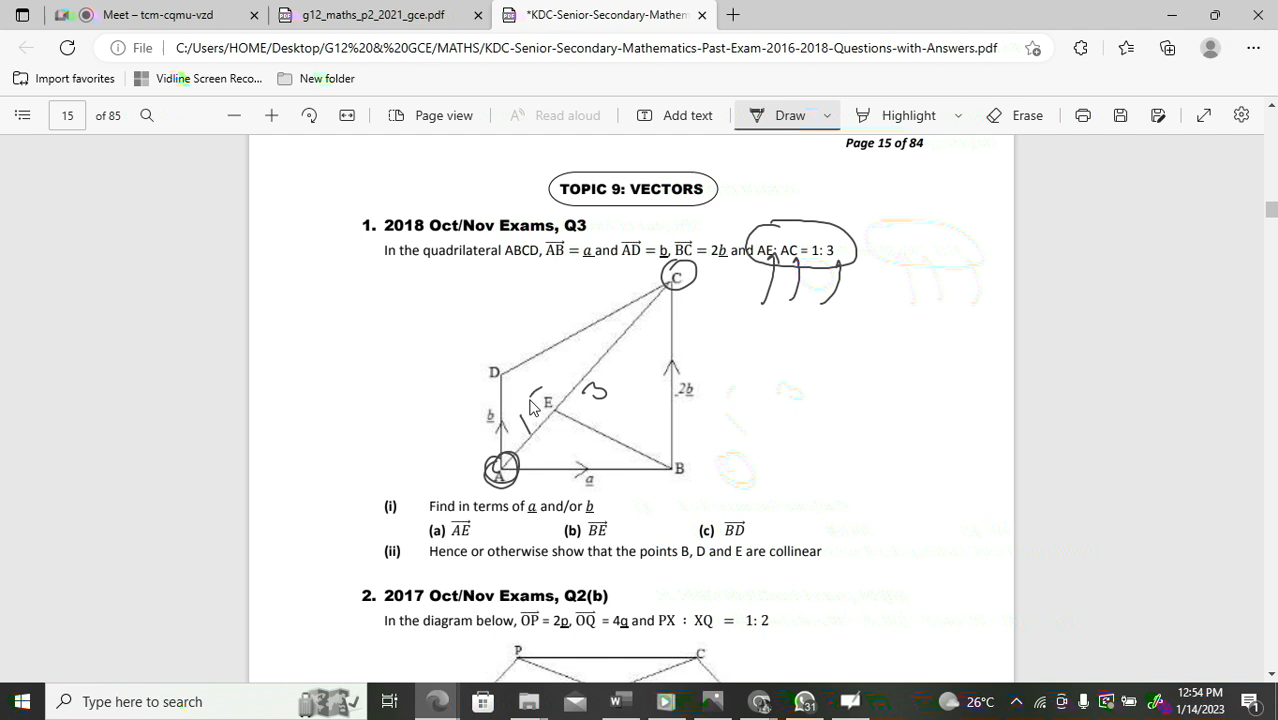 Meet – tcm-cqmu-vzd
g12_maths_p2_2021_gce.pdf
*KDC-Senior-Secondary-Mathemat
File
C:/Users/HOME/Desktop/G12%20&%20GCE/MATHS/KDC-Senior-Secondary-Mathematics-Past-Exam-2016-2018-Questions-with-Answers.pdf
Import favorites
Vidline Screen Reco...
New folder
15 of 85
Page view
Read aloud
Add text
Draw
Highlight
Erase
Page 15 of 84
TOPIC 9: VECTORS
1. 2018 Oct/Nov Exams, Q3
In the quadrilateral ABCD, AB = a and AD = b, BC = 2b and AE: AC = 1: 3
C
D
E
3
1
2b
b
A
a
B
(i) Find in terms of a and/or b
(a) AE (b) BE (c) BD
(ii) Hence or otherwise show that the points B, D and E are collinear
2. 2017 Oct/Nov Exams, Q2(b)
In the diagram below, OP = 2p, OQ = 4q and PX : XQ = 1: 2
P
C
Type here to search
31
26°C
12:54 PM
1/14/2023
1